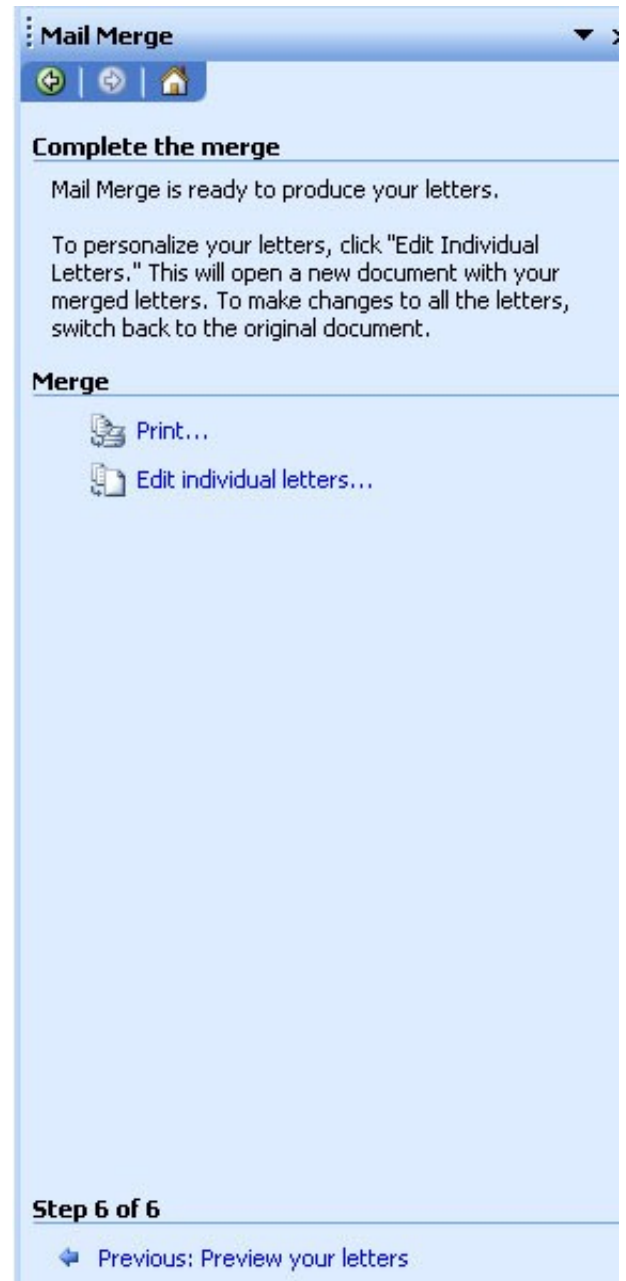 Mail Merge
Complete the merge
Mail Merge is ready to produce your letters.
To personalize your letters, click "Edit Individual
Letters." This will open a new document with your
merged letters. To make changes to all the letters,
switch back to the original document.
Merge
Print...
Edit individual letters...
Step 6 of 6
Previous: Preview your letters